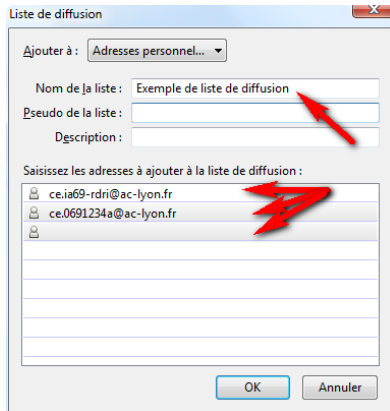 Liste de diffusion
Ajouter à : Adresses personnel...
Nom de la liste : Exemple de liste de diffusion
Pseudo de la liste :
Description :
Saisissez les adresses à ajouter à la liste de diffusion :
ce.ia69-rdri@ac-lyon.fr
ce.0691234a@ac-lyon.fr
OK Annuler